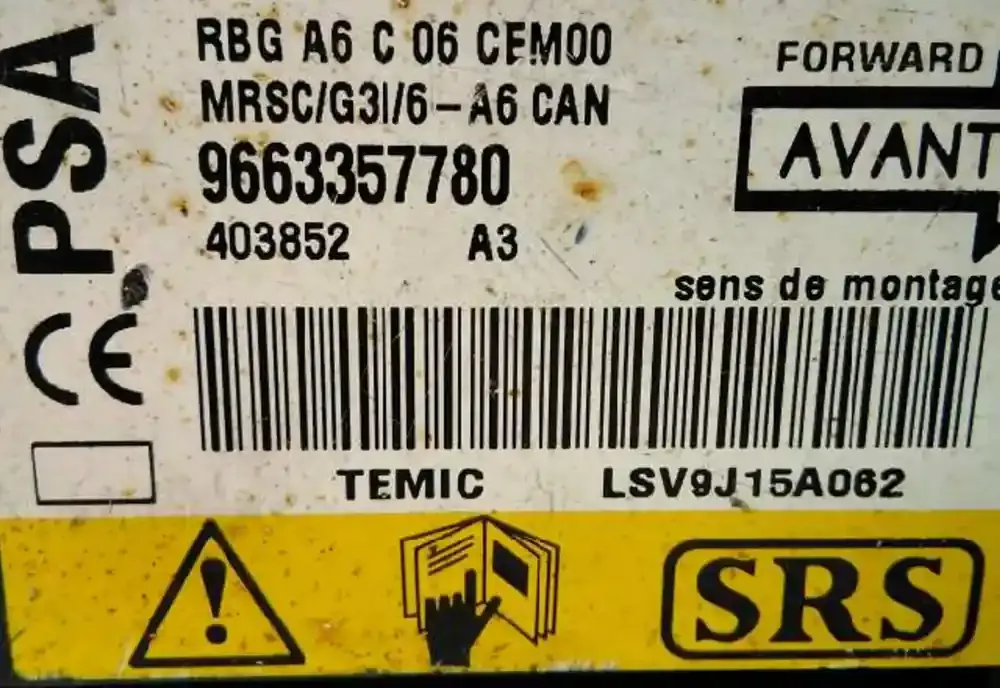 PSA
RBG A6 C 06 CEM00
MRSC/G3I/6-A6 CAN
9663357780
403852 A3
FORWARD
AVANT
sens de montage
CE
TEMIC LSV9J15A062
SRS